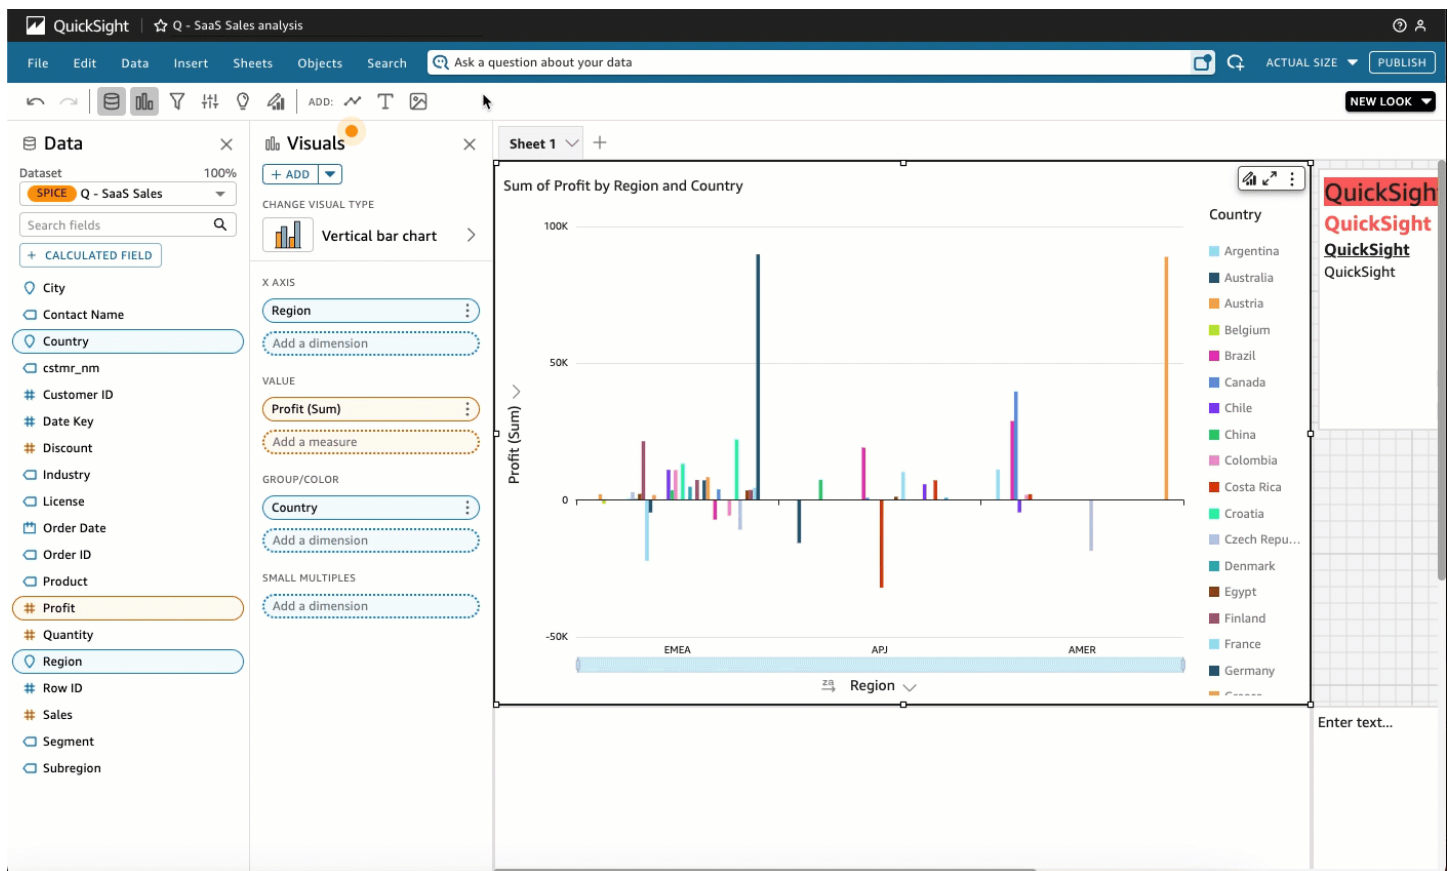 QuickSight
Q - SaaS Sales analysis
File Edit Data Insert Sheets Objects Search
Ask a question about your data
ACTUAL SIZE
PUBLISH
ADD:
NEW LOOK
Data
Dataset 100%
SPICE Q - SaaS Sales
Search fields
+ CALCULATED FIELD
City
Contact Name
Country
cstmr_nm
Customer ID
Date Key
Discount
Industry
License
Order Date
Order ID
Product
Profit
Quantity
Region
Row ID
Sales
Segment
Subregion
Visuals
+ ADD
CHANGE VISUAL TYPE
Vertical bar chart
X AXIS
Region
Add a dimension
VALUE
Profit (Sum)
Add a measure
GROUP/COLOR
Country
Add a dimension
SMALL MULTIPLES
Add a dimension
Sheet 1
Sum of Profit by Region and Country
Profit (Sum)
100K
50K
0
-50K
EMEA APJ AMER
Region
Country
Argentina
Australia
Austria
Belgium
Brazil
Canada
Chile
China
Colombia
Costa Rica
Croatia
Czech Repu...
Denmark
Egypt
Finland
France
Germany
QuickSigh
QuickSight
QuickSight
QuickSight
Enter text...